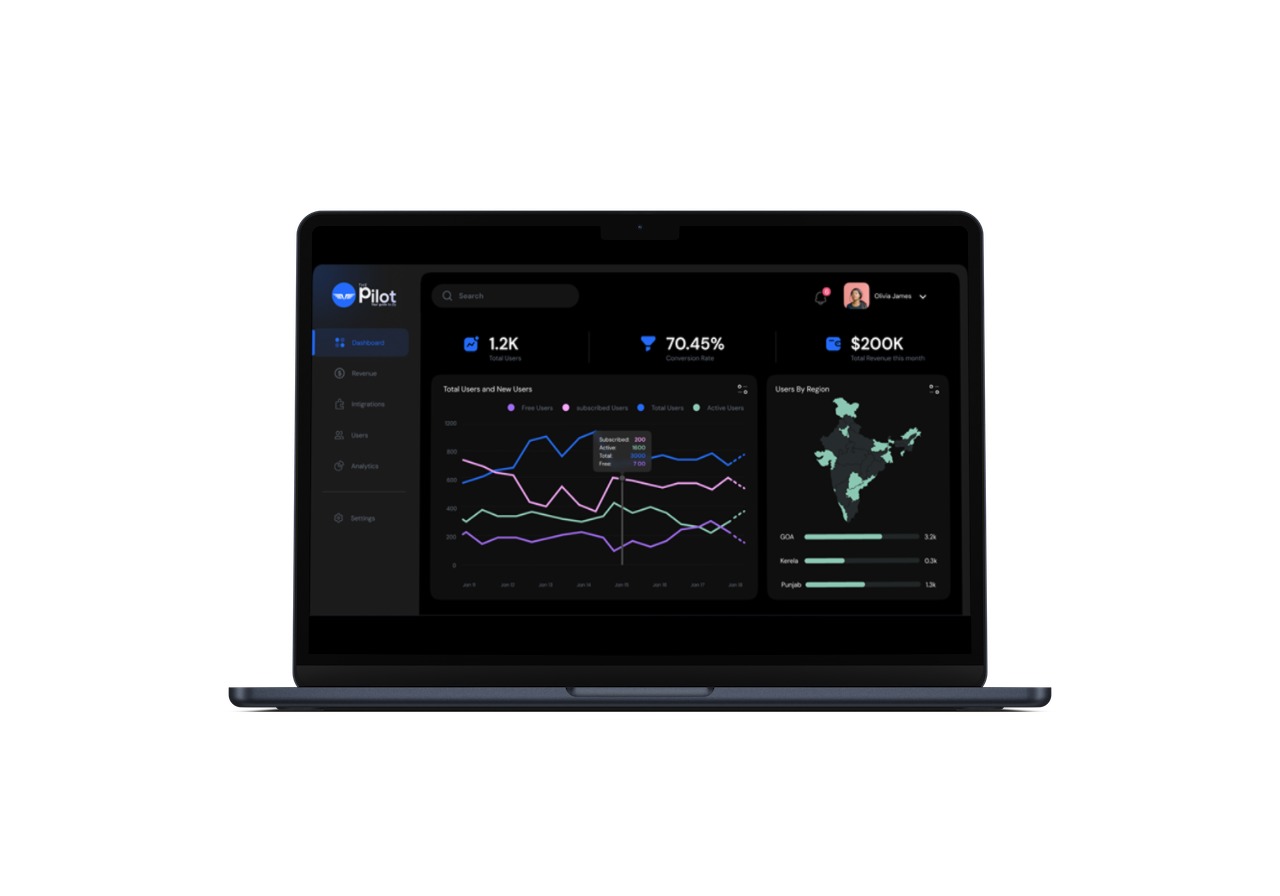 THE
Pilot
Search
Olivia James
Dashboard
Revenue
Intigrations
Users
Analytics
Settings
1.2K
Total Users
70.45%
Conversion Rate
$200K
Total Revenue this month
Total Users and New Users
Free Users
subscribed Users
Total Users
Active Users
1200
800
600
400
200
0
Subscribed 200
Active 1600
Total 3000
Free 7 00
Jan 11
Jan 12
Jan 13
Jan 14
Jan 15
Jan 16
Jan 17
Jan 18
Users By Region
GOA 3.2k
Kerela 0.3k
Punjab 1.3k